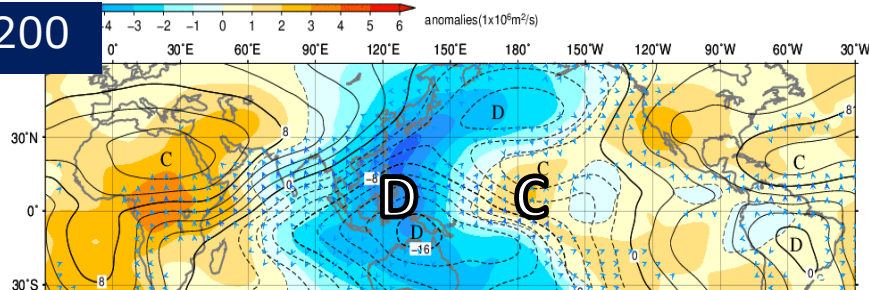 200
-4 -3 -2 -1 0 1 2 3 4 5 6 anomalies(1x10⁶m²/s)
0° 30°E 60°E 90°E 120°E 150°E 180° 150°W 120°W 90°W 60°W 30°W
D
8 8
30°N
C C C
0 -8 D C
0°
D D
-16
0 0
30°S 8